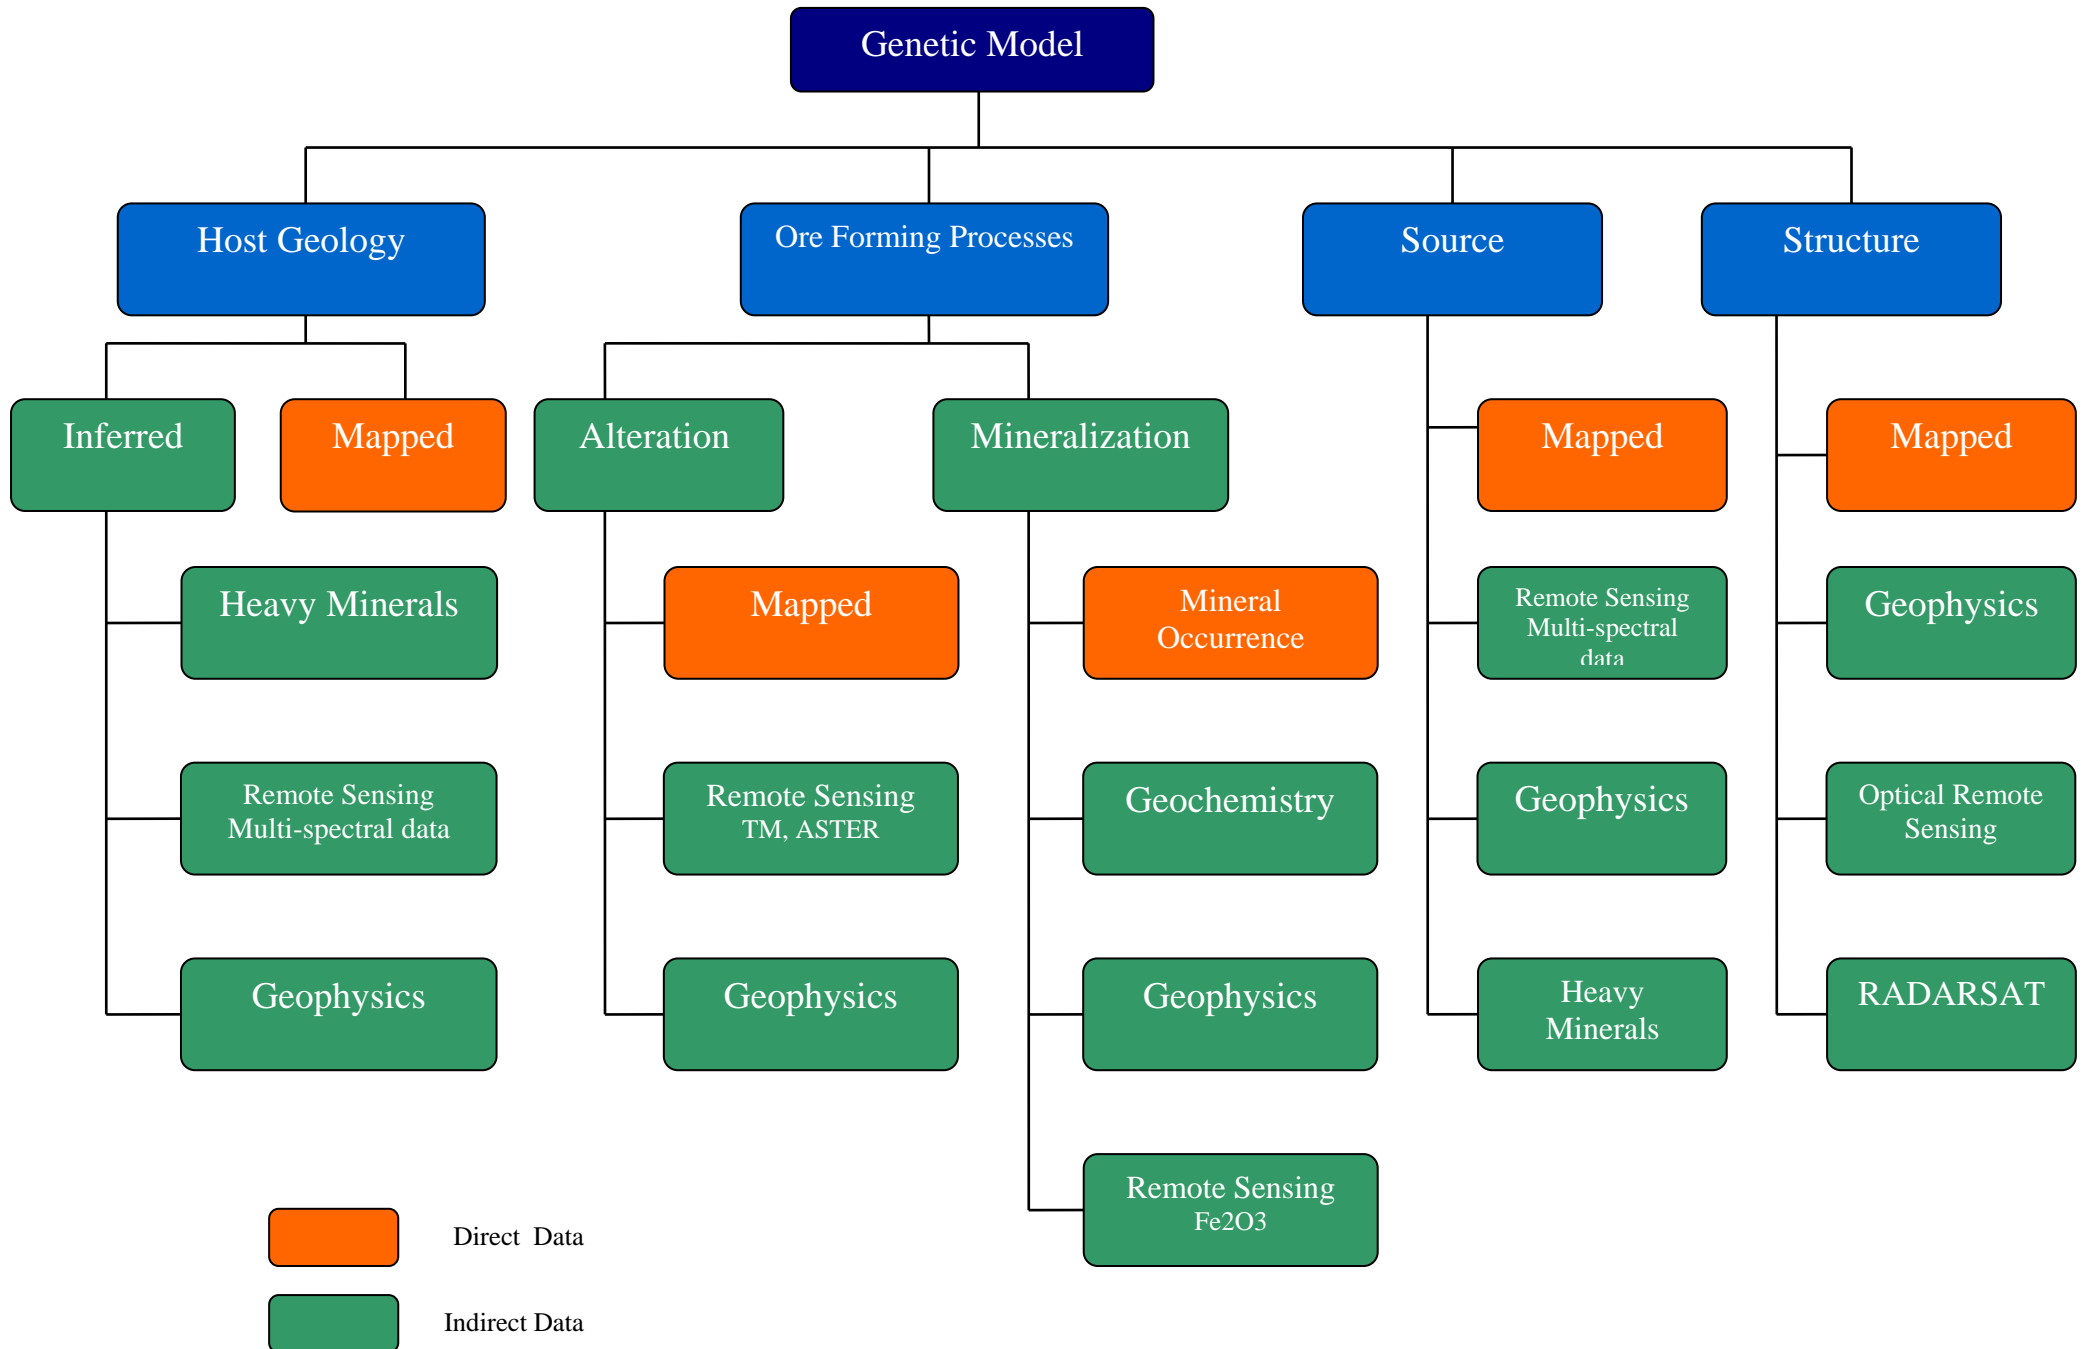 Genetic Model
Host Geology
Ore Forming Processes
Source
Structure
Inferred
Mapped
Alteration
Mineralization
Mapped
Mapped
Heavy Minerals
Mapped
Mineral
Occurrence
Remote Sensing
Multi-spectral
data
Geophysics
Remote Sensing
Multi-spectral data
Remote Sensing
TM, ASTER
Geochemistry
Geophysics
Optical Remote
Sensing
Geophysics
Geophysics
Geophysics
Heavy
Minerals
RADARSAT
Remote Sensing
Fe2O3
Direct  Data
Indirect Data